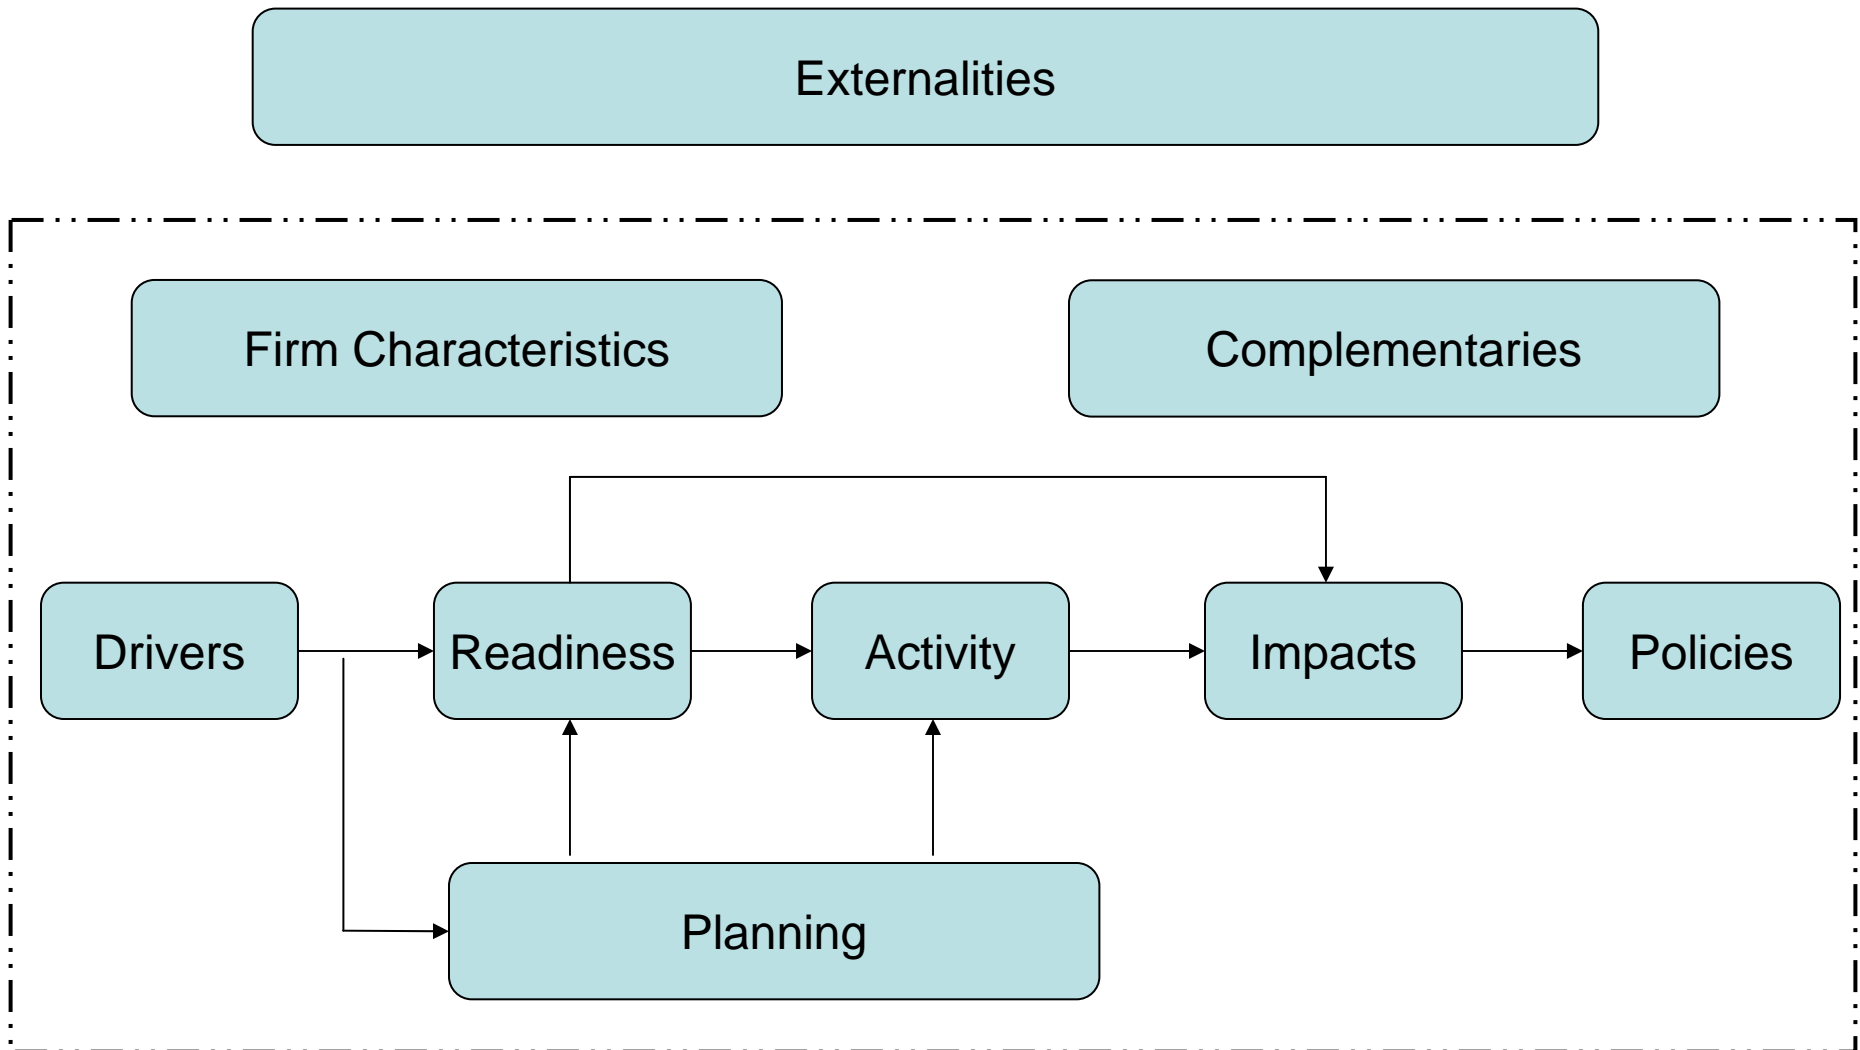 Externalities
Firm Characteristics
Complementaries
Drivers
Readiness
Activity
Impacts
Policies
Planning